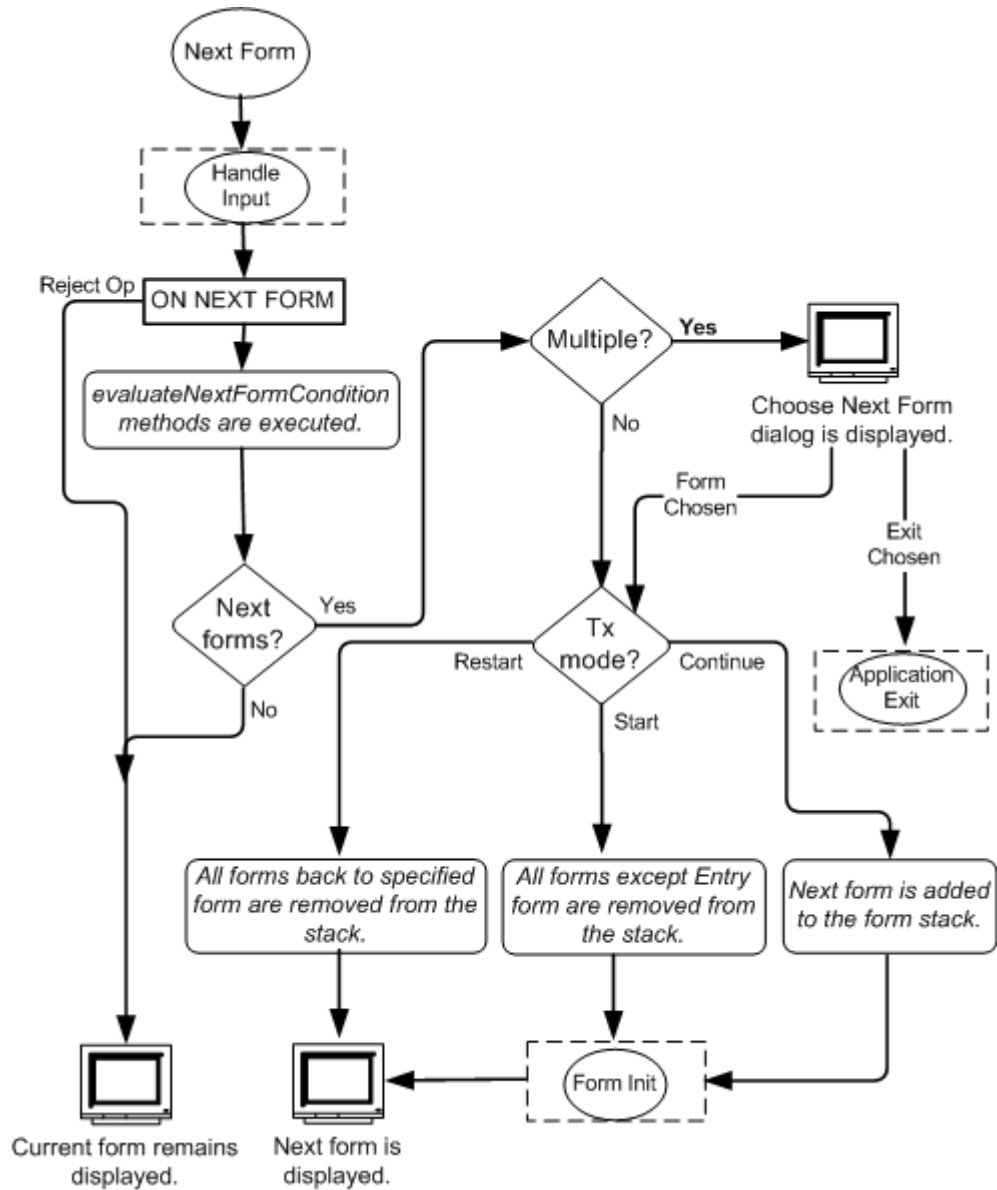 Next Form
Handle
Input
Reject Op
ON NEXT FORM
evaluateNextFormCondition
methods are executed.
Next
forms?
Yes
No
Multiple?
Yes
No
Choose Next Form
dialog is displayed.
Form
Chosen
Exit
Chosen
Application
Exit
Tx
mode?
Restart
Continue
Start
All forms back to specified
form are removed from the
stack.
All forms except Entry
form are removed from
the stack.
Next form is added
to the form stack.
Form Init
Current form remains
displayed.
Next form is
displayed.